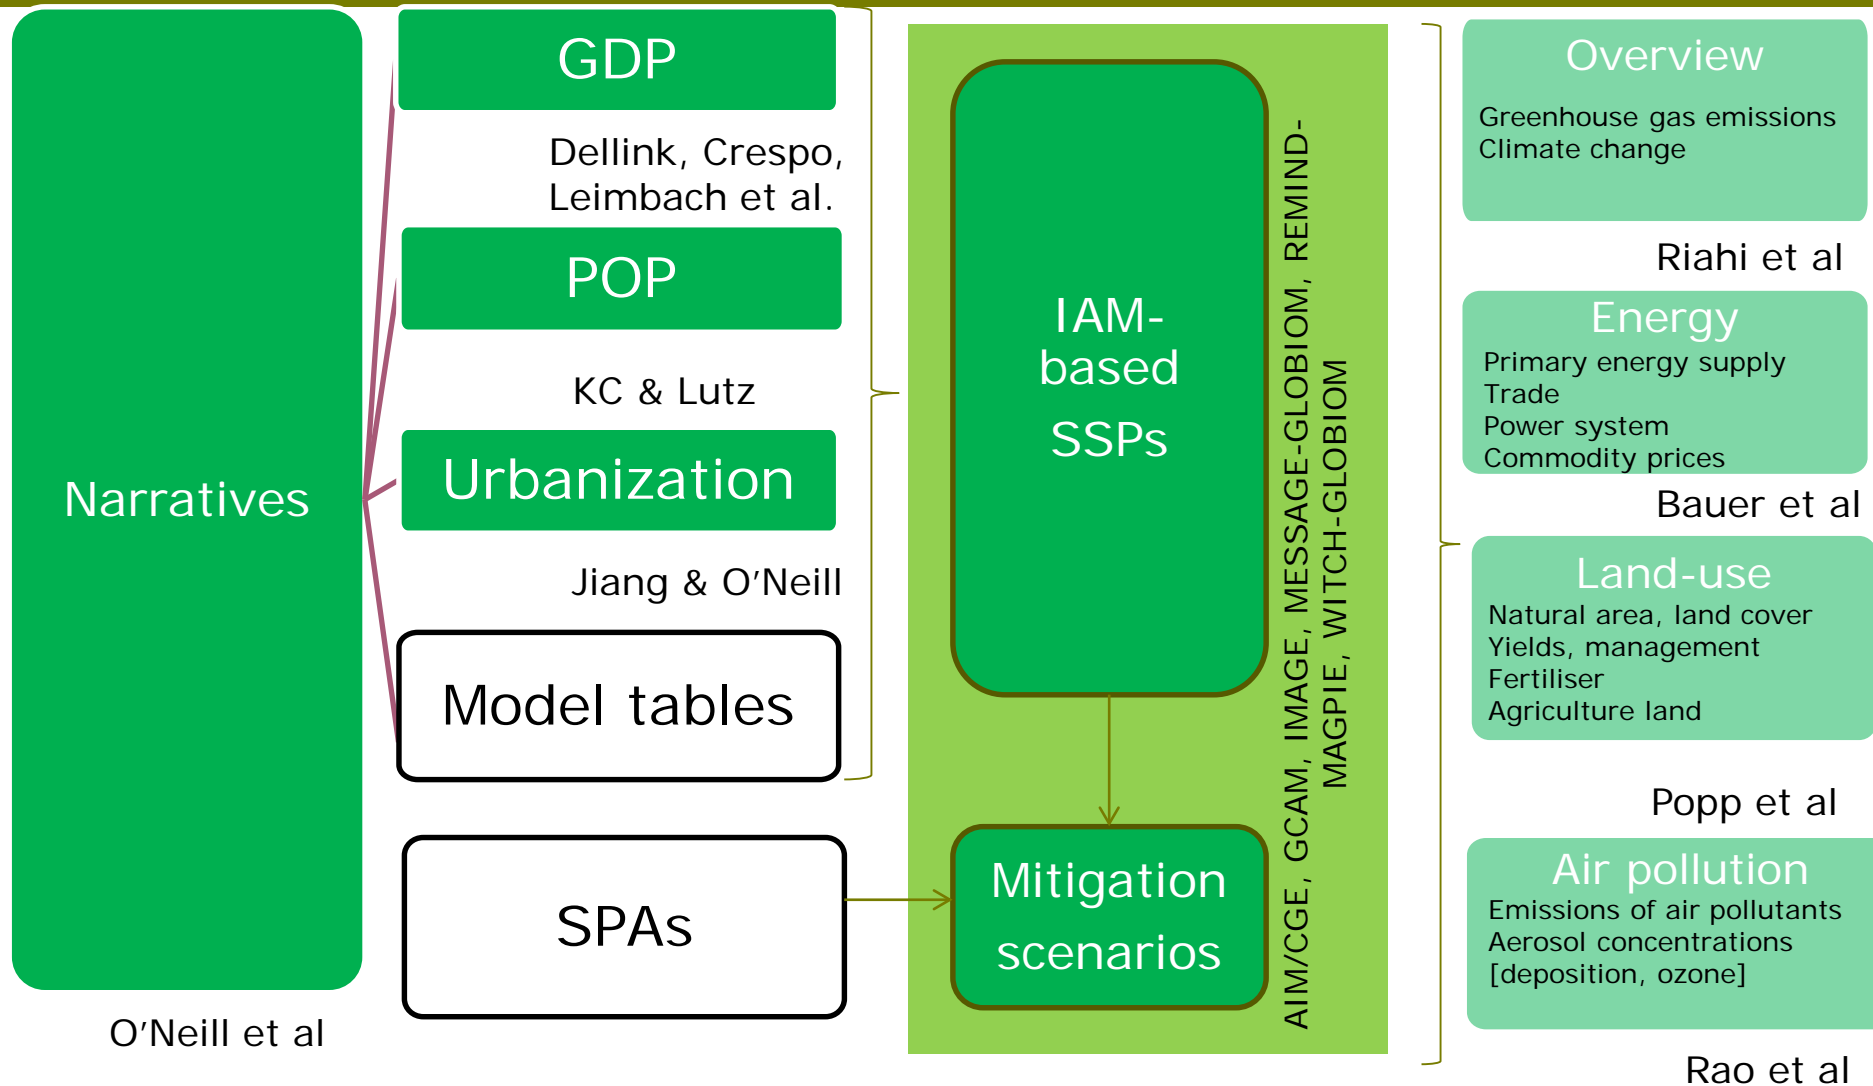 Narratives
O’Neill et al
GDP
Dellink, Crespo,
Leimbach et al.
POP
KC & Lutz
Urbanization
Jiang & O’Neill
Model tables
SPAs
IAM-
based
SSPs
Mitigation
scenarios
AIM/CGE, GCAM, IMAGE, MESSAGE-GLOBIOM, REMIND-
MAGPIE, WITCH-GLOBIOM
Overview
Greenhouse gas emissions
Climate change
Riahi et al
Energy
Primary energy supply
Trade
Power system
Commodity prices
Bauer et al
Land-use
Natural area, land cover
Yields, management
Fertiliser
Agriculture land
Popp et al
Air pollution
Emissions of air pollutants
Aerosol concentrations
[deposition, ozone]
Rao et al